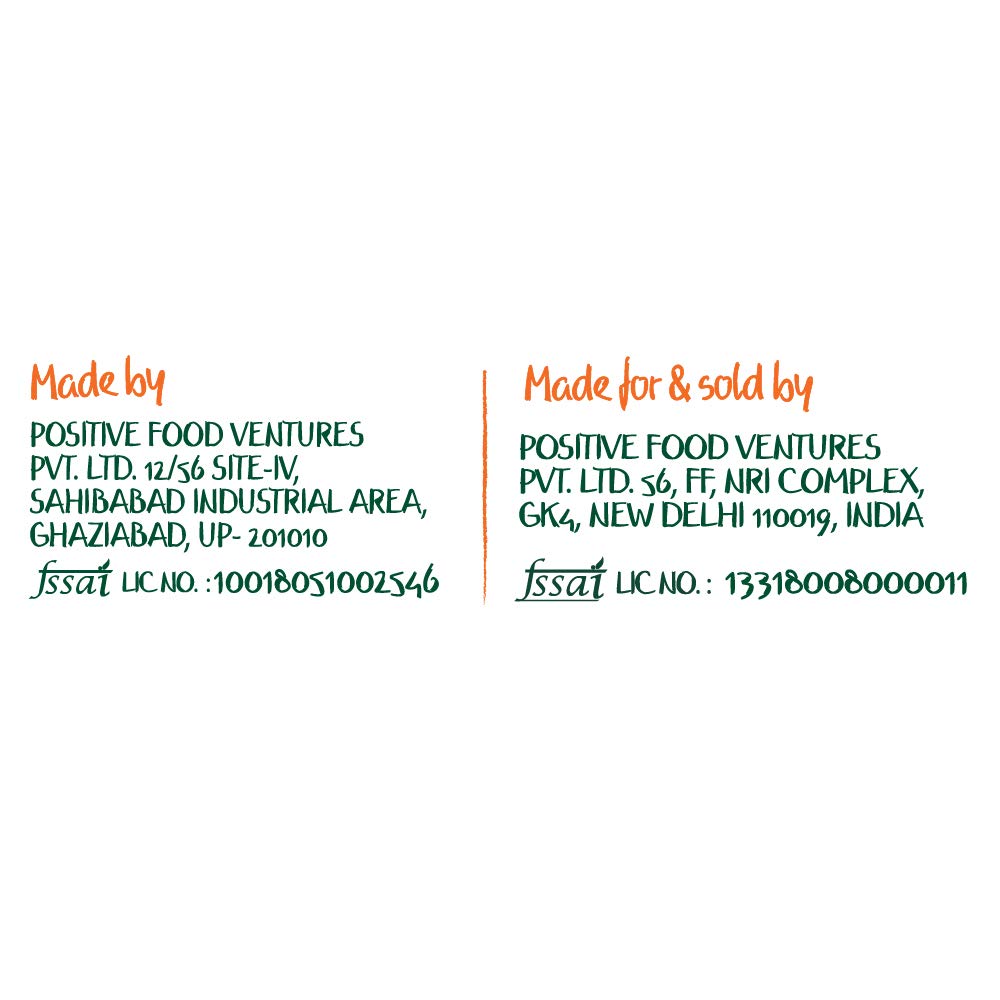 Made by
POSITIVE FOOD VENTURES
PVT. LTD. 12/56 SITE-IV,
SAHIBABAD INDUSTRIAL AREA,
GHAZIABAD, UP- 201010
fssai LIC NO. :10018051002546
Made for & sold by
POSITIVE FOOD VENTURES
PVT. LTD. 56, FF, NRI COMPLEX,
GK4, NEW DELHI 110019, INDIA
fssai LIC NO. : 13318008000011